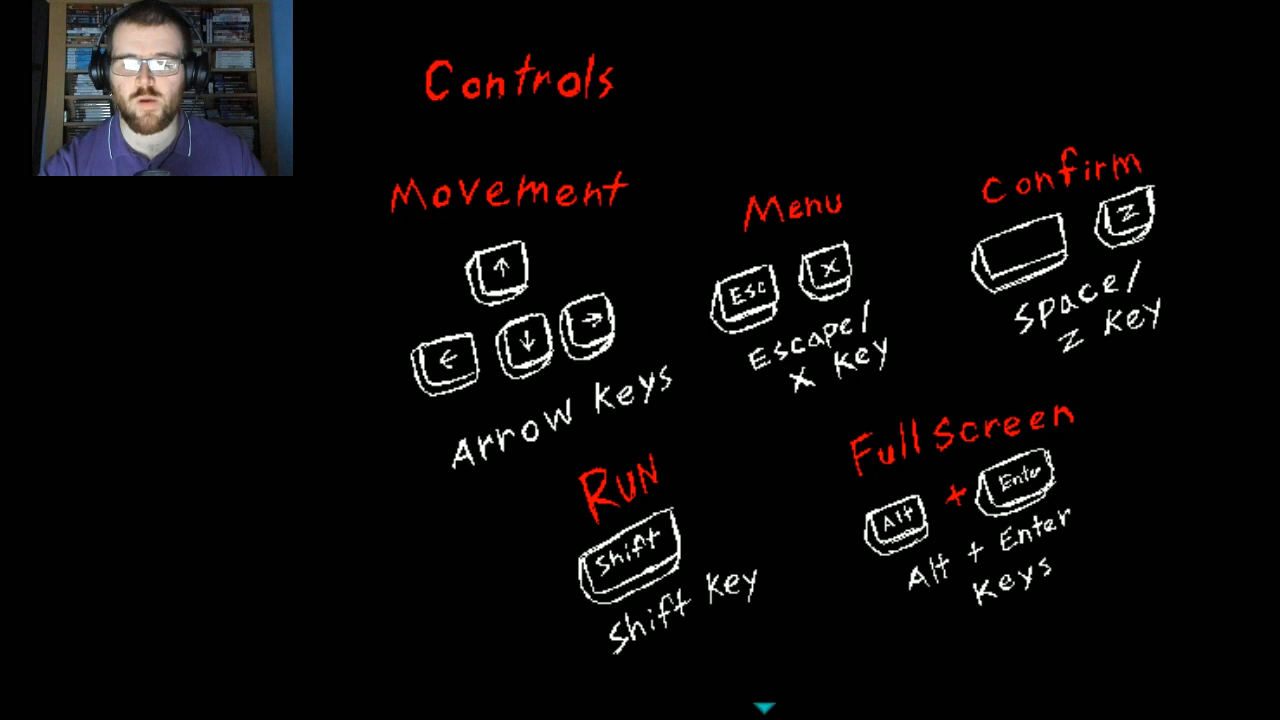 Controls
Movement
↑
← ↓ →
Arrow Keys
Menu
Esc X
Escape/
X Key
Confirm
Z
Space/
Z Key
RUN
Shift
Shift Key
Full Screen
Alt + Enter
Alt + Enter
Keys